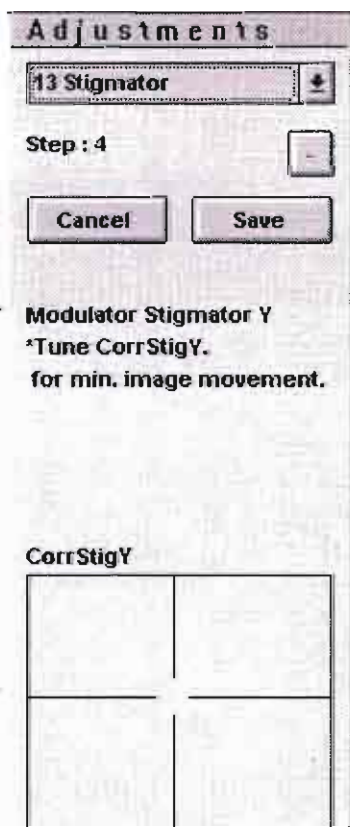 Adjustments
13 Stigmator
Step : 4
-
Cancel Save
Modulator Stigmator Y
*Tune CorrStigY.
for min. image movement.
CorrStigY